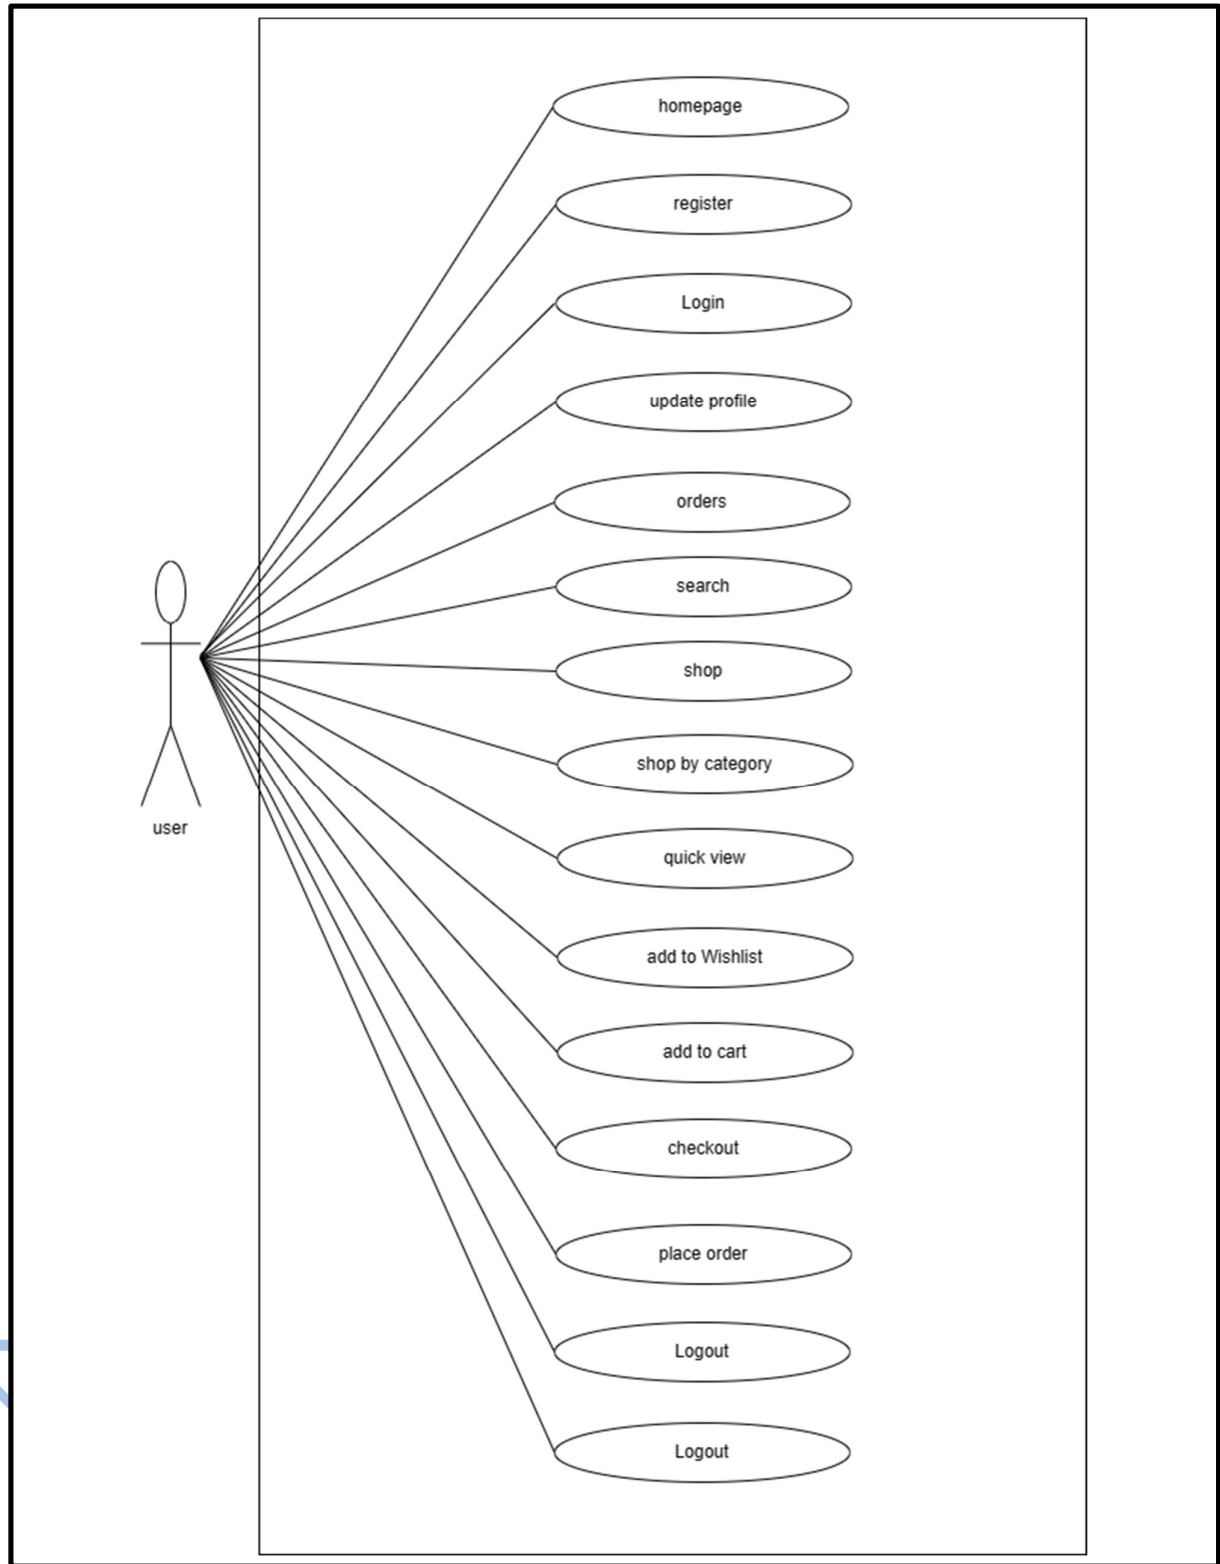 homepage
register
Login
update profile
orders
search
shop
shop by category
user
quick view
add to Wishlist
add to cart
checkout
place order
Logout
Logout